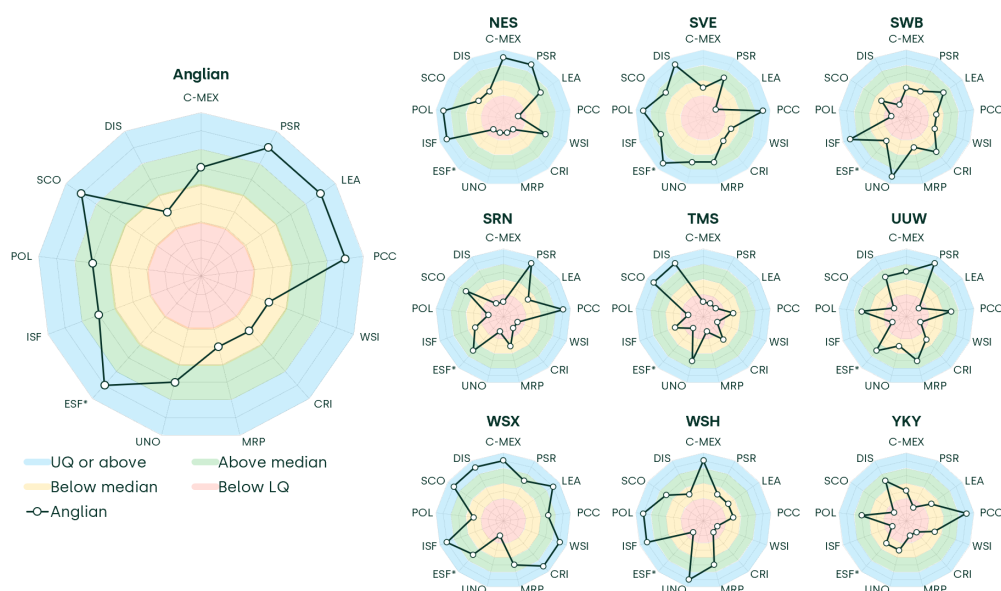 Anglian
C-MEX
PSR
LEA
PCC
WSI
CRI
MRP
UNO
ESF*
ISF
POL
SCO
DIS
UQ or above
Above median
Below median
Below LQ
Anglian
NES
C-MEX
DIS PSR
SCO LEA
POL PCC
ISF WSI
ESF* CRI
UNO MRP
SVE
C-MEX
DIS PSR
SCO LEA
POL PCC
ISF WSI
ESF* CRI
UNO MRP
SWB
C-MEX
DIS PSR
SCO LEA
POL PCC
ISF WSI
ESF* CRI
UNO MRP
SRN
C-MEX
DIS PSR
SCO LEA
POL PCC
ISF WSI
ESF* CRI
UNO MRP
TMS
C-MEX
DIS PSR
SCO LEA
POL PCC
ISF WSI
ESF* CRI
UNO MRP
UUW
C-MEX
DIS PSR
SCO LEA
POL PCC
ISF WSI
ESF* CRI
UNO MRP
WSX
C-MEX
DIS PSR
SCO LEA
POL PCC
ISF WSI
ESF* CRI
UNO MRP
WSH
C-MEX
DIS PSR
SCO LEA
POL PCC
ISF WSI
ESF* CRI
UNO MRP
YKY
C-MEX
DIS PSR
SCO LEA
POL PCC
ISF WSI
ESF* CRI
UNO MRP